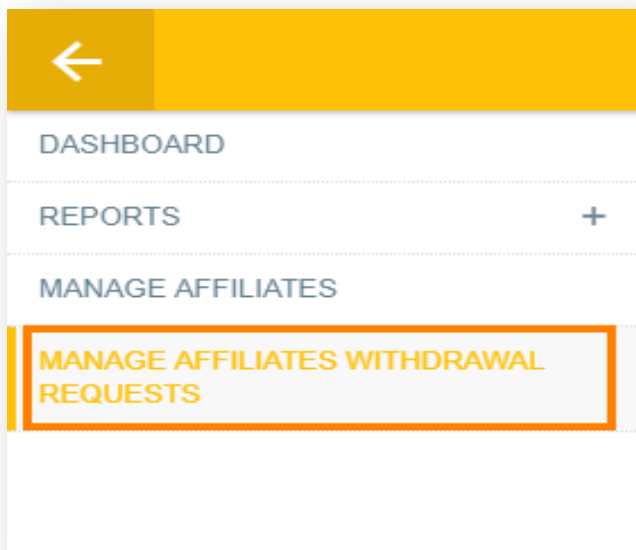 DASHBOARD
REPORTS +
MANAGE AFFILIATES
MANAGE AFFILIATES WITHDRAWAL
REQUESTS